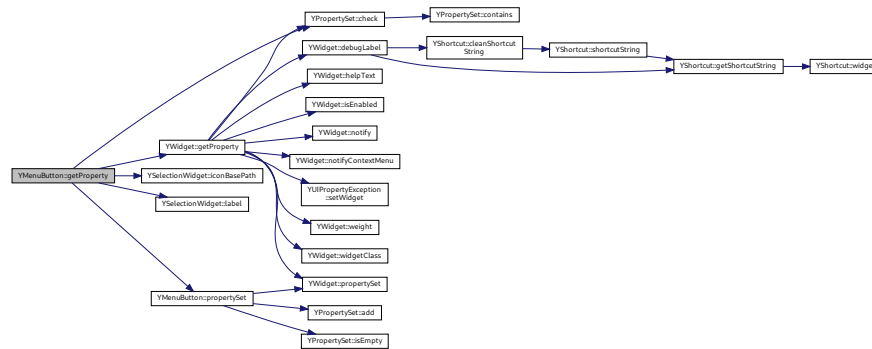 YPropertySet::check
YPropertySet::contains
YWidget::debugLabel
YShortcut::cleanShortcut
String
YShortcut::shortcutString
YShortcut::getShortcutString
YShortcut::widge
YWidget::helpText
YWidget::isEnabled
YWidget::notify
YWidget::getProperty
YWidget::notifyContextMenu
YMenuButton::getProperty
YSelectionWidget::iconBasePath
YUIPropertyException
::setWidget
YSelectionWidget::label
YWidget::weight
YWidget::widgetClass
YWidget::propertySet
YMenuButton::propertySet
YPropertySet::add
YPropertySet::isEmpty